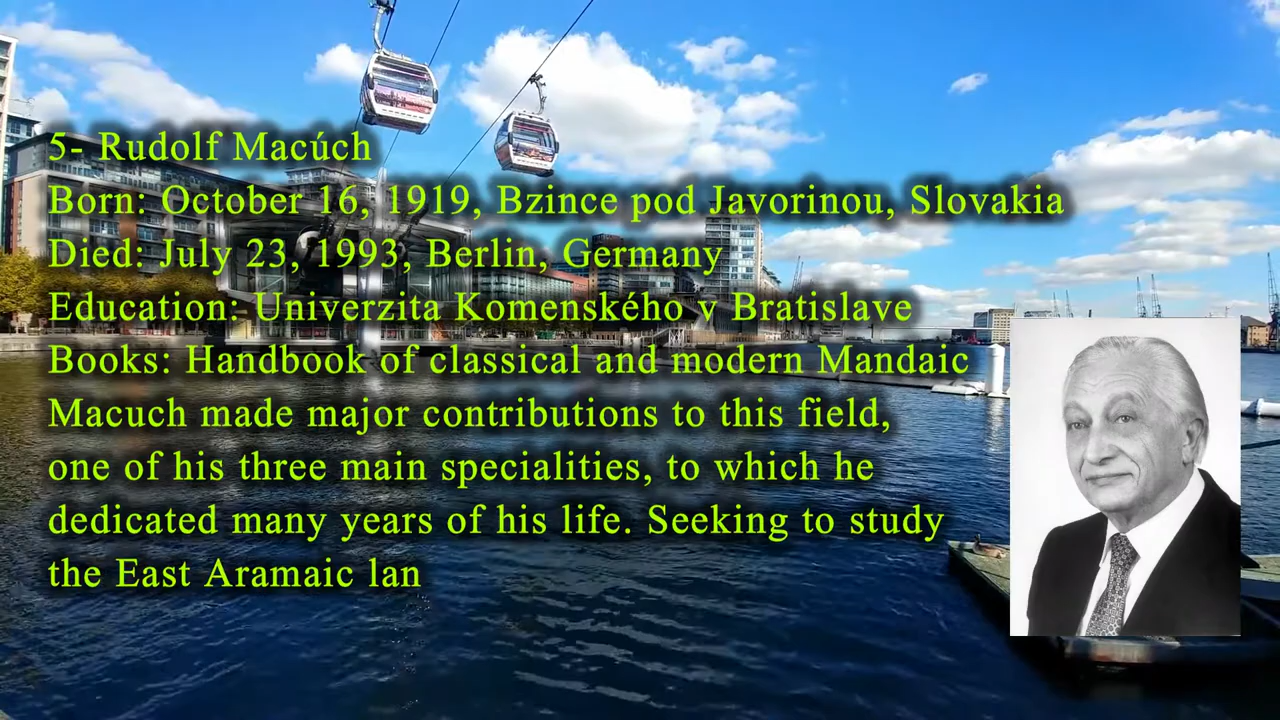 5- Rudolf Macúch
Born: October 16, 1919, Bzince pod Javorinou, Slovakia
Died: July 23, 1993, Berlin, Germany
Education: Univerzita Komenského v Bratislave
Books: Handbook of classical and modern Mandaic
Macuch made major contributions to this field,
one of his three main specialities, to which he
dedicated many years of his life. Seeking to study
the East Aramaic lan